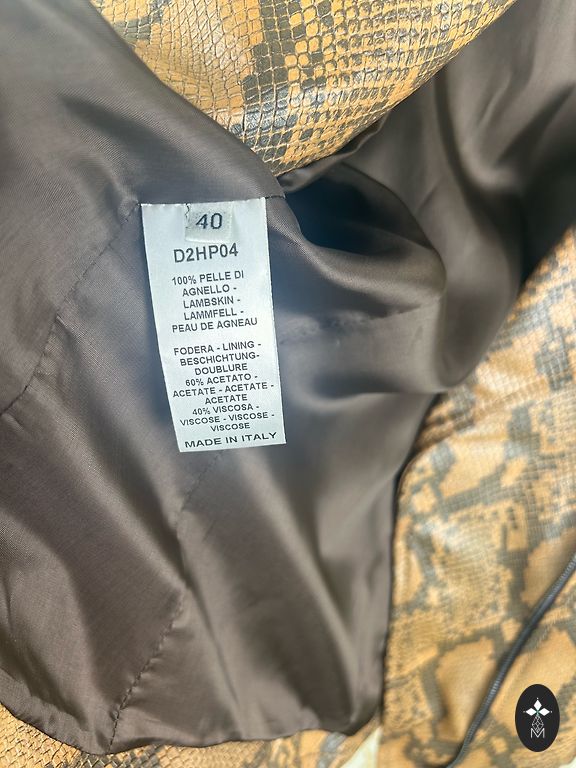 40
D2HP04
100% PELLE DI
AGNELLO -
LAMBSKIN -
LAMMFELL -
PEAU DE AGNEAU
FODERA - LINING -
BESCHICHTUNG-
DOUBLURE
60% ACETATO -
ACETATE - ACETATE -
ACETATE
40% VISCOSA -
VISCOSE - VISCOSE -
VISCOSE
MADE IN ITALY
M